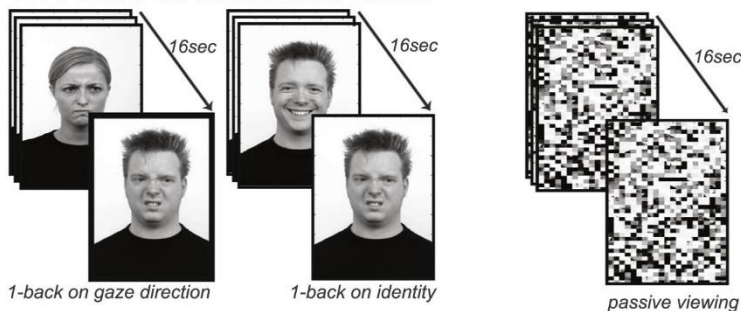 16sec
16sec
16sec
1-back on gaze direction
1-back on identity
passive viewing